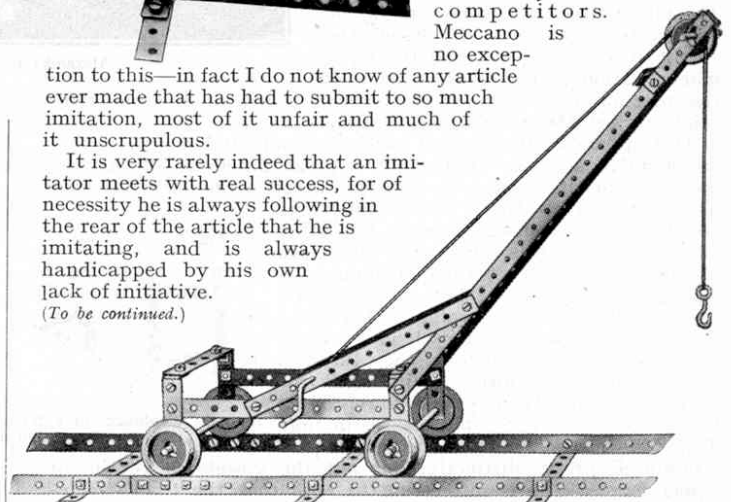 competitors.
Meccano is
no excep-
tion to this—in fact I do not know of any article
ever made that has had to submit to so much
imitation, most of it unfair and much of
it unscrupulous.
It is very rarely indeed that an imi-
tator meets with real success, for of
necessity he is always following in
the rear of the article that he is
imitating, and is always
handicapped by his own
lack of initiative.
(To be continued.)